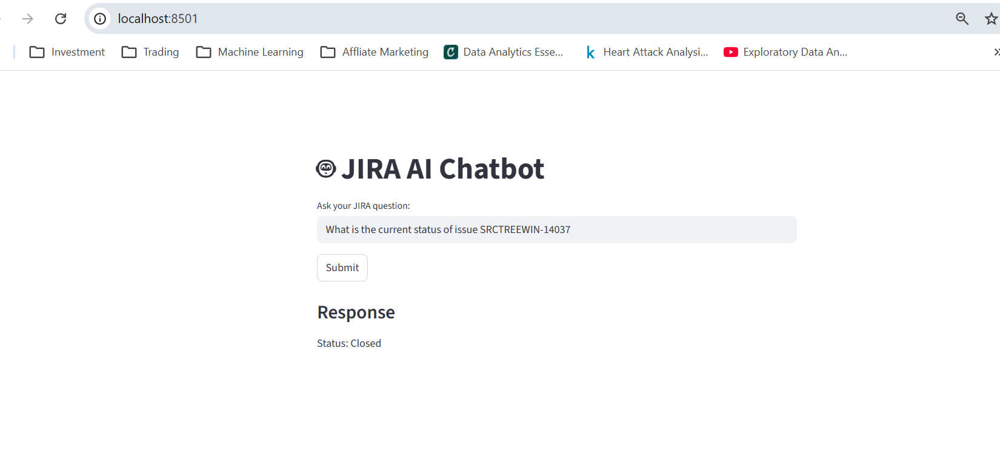 localhost:8501
Investment Trading Machine Learning Affliate Marketing Data Analytics Esse... Heart Attack Analysi... Exploratory Data An...
JIRA AI Chatbot
Ask your JIRA question:
What is the current status of issue SRCTREEWIN-14037
Submit
Response
Status: Closed